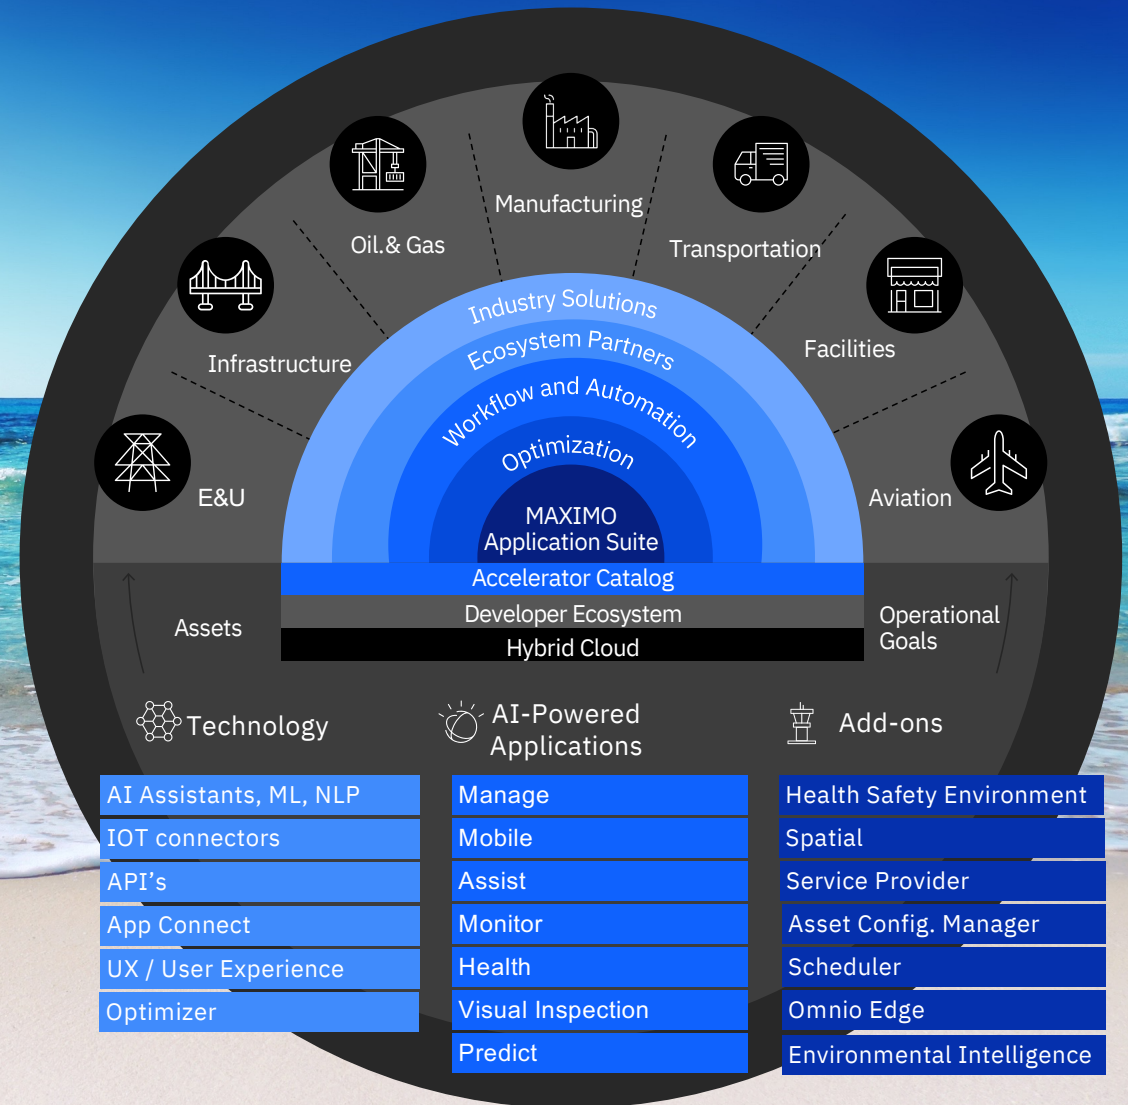 Manufacturing
Oil.& Gas
Transportation
Infrastructure
Facilities
E&U
Aviation
Industry Solutions
Ecosystem Partners
Workflow and Automation
Optimization
MAXIMO
Application Suite
Accelerator Catalog
Developer Ecosystem
Hybrid Cloud
Assets
Operational
Goals
Technology
AI Assistants, ML, NLP
IOT connectors
API’s
App Connect
UX / User Experience
Optimizer
AI-Powered
Applications
Manage
Mobile
Assist
Monitor
Health
Visual Inspection
Predict
Add-ons
Health Safety Environment
Spatial
Service Provider
Asset Config. Manager
Scheduler
Omnio Edge
Environmental Intelligence